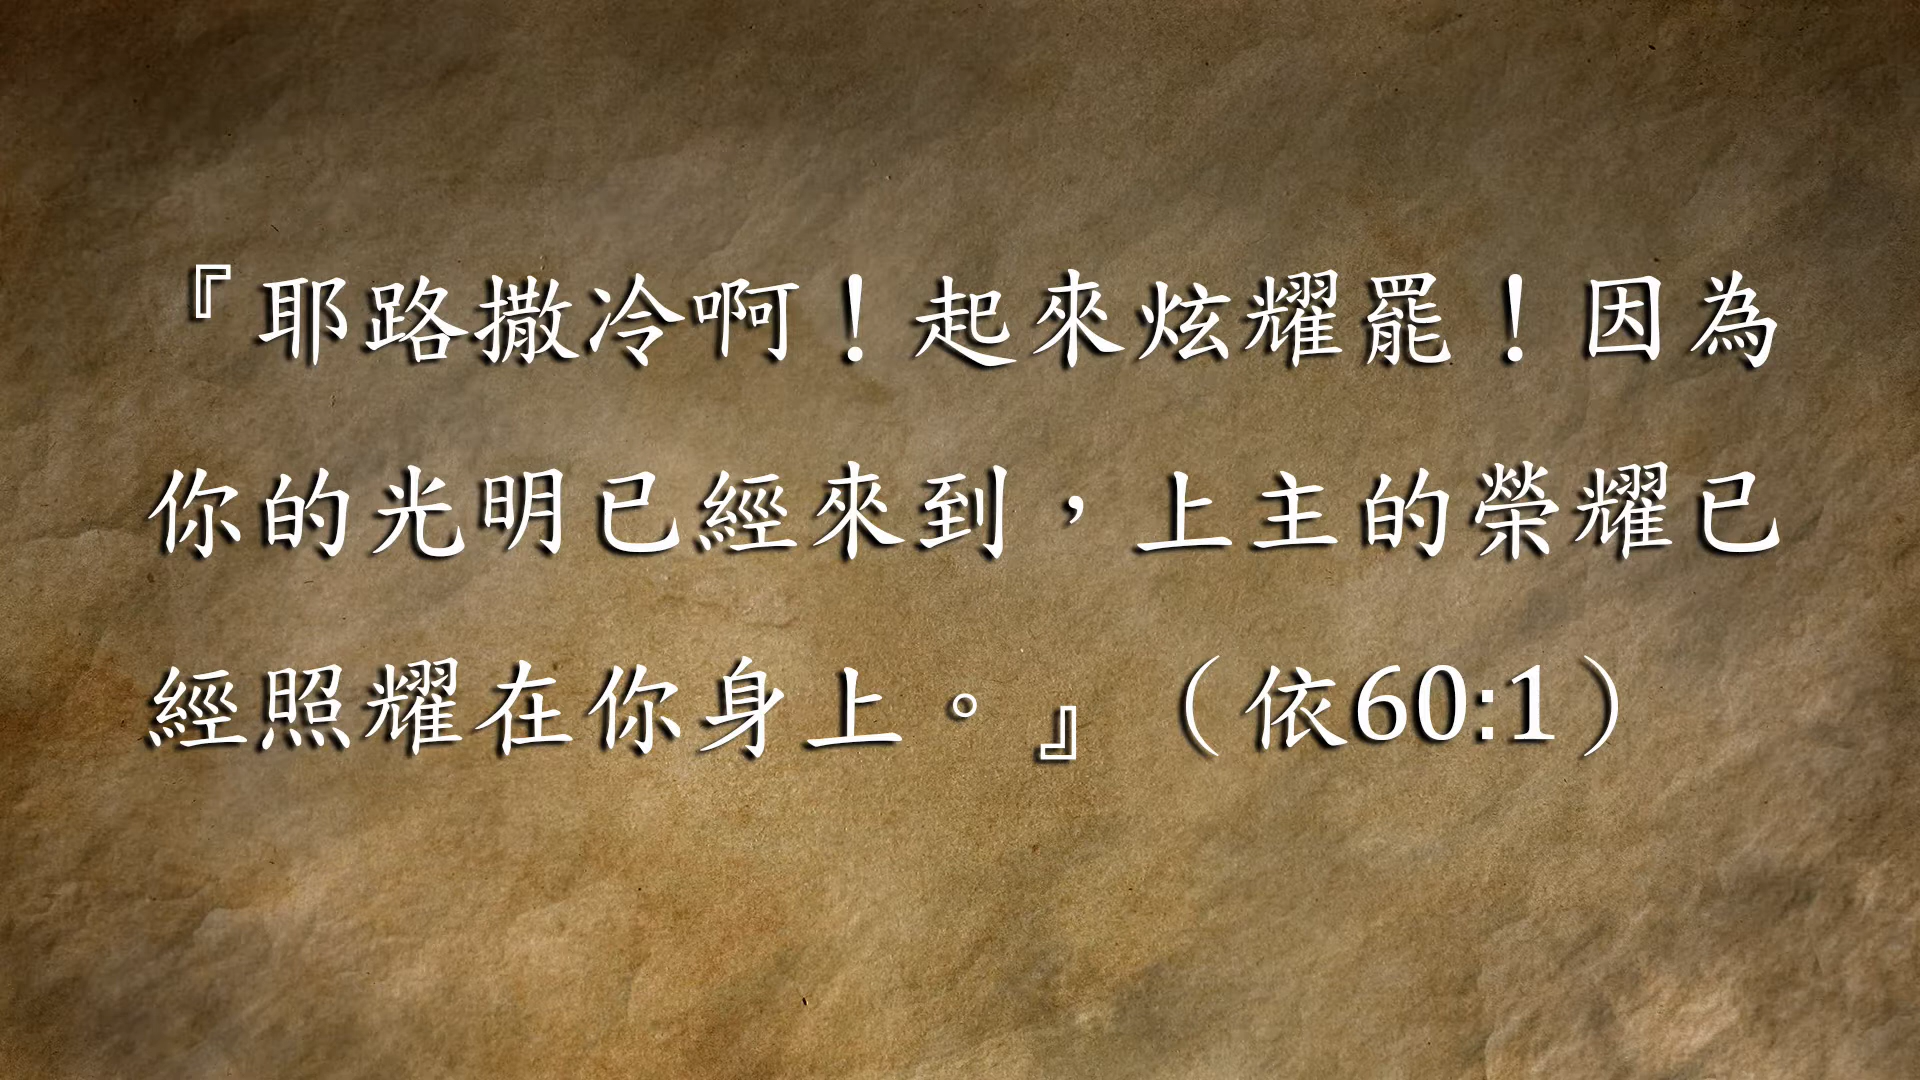 『耶路撒冷啊！起來炫耀罷！因為
你的光明已經來到，上主的榮耀已
經照耀在你身上。』（依60:1）